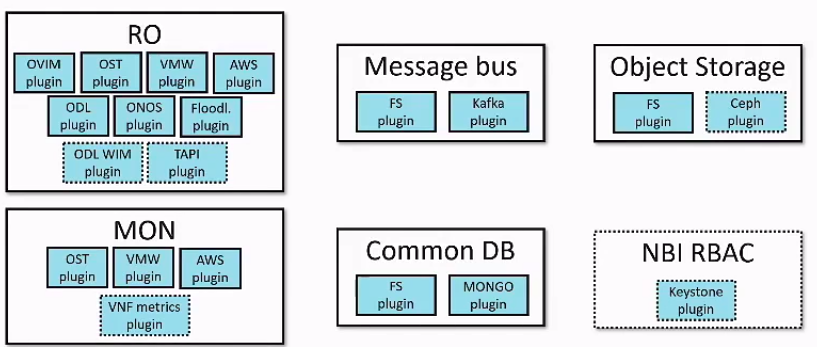 RO
OVIM
plugin
OST
plugin
VMW
plugin
AWS
plugin
ODL
plugin
ONOS
plugin
Floodl.
plugin
ODL WIM
plugin
TAPI
plugin
Message bus
FS
plugin
Kafka
plugin
Object Storage
FS
plugin
Ceph
plugin
MON
OST
plugin
VMW
plugin
AWS
plugin
VNF metrics
plugin
Common DB
FS
plugin
MONGO
plugin
NBI RBAC
Keystone
plugin